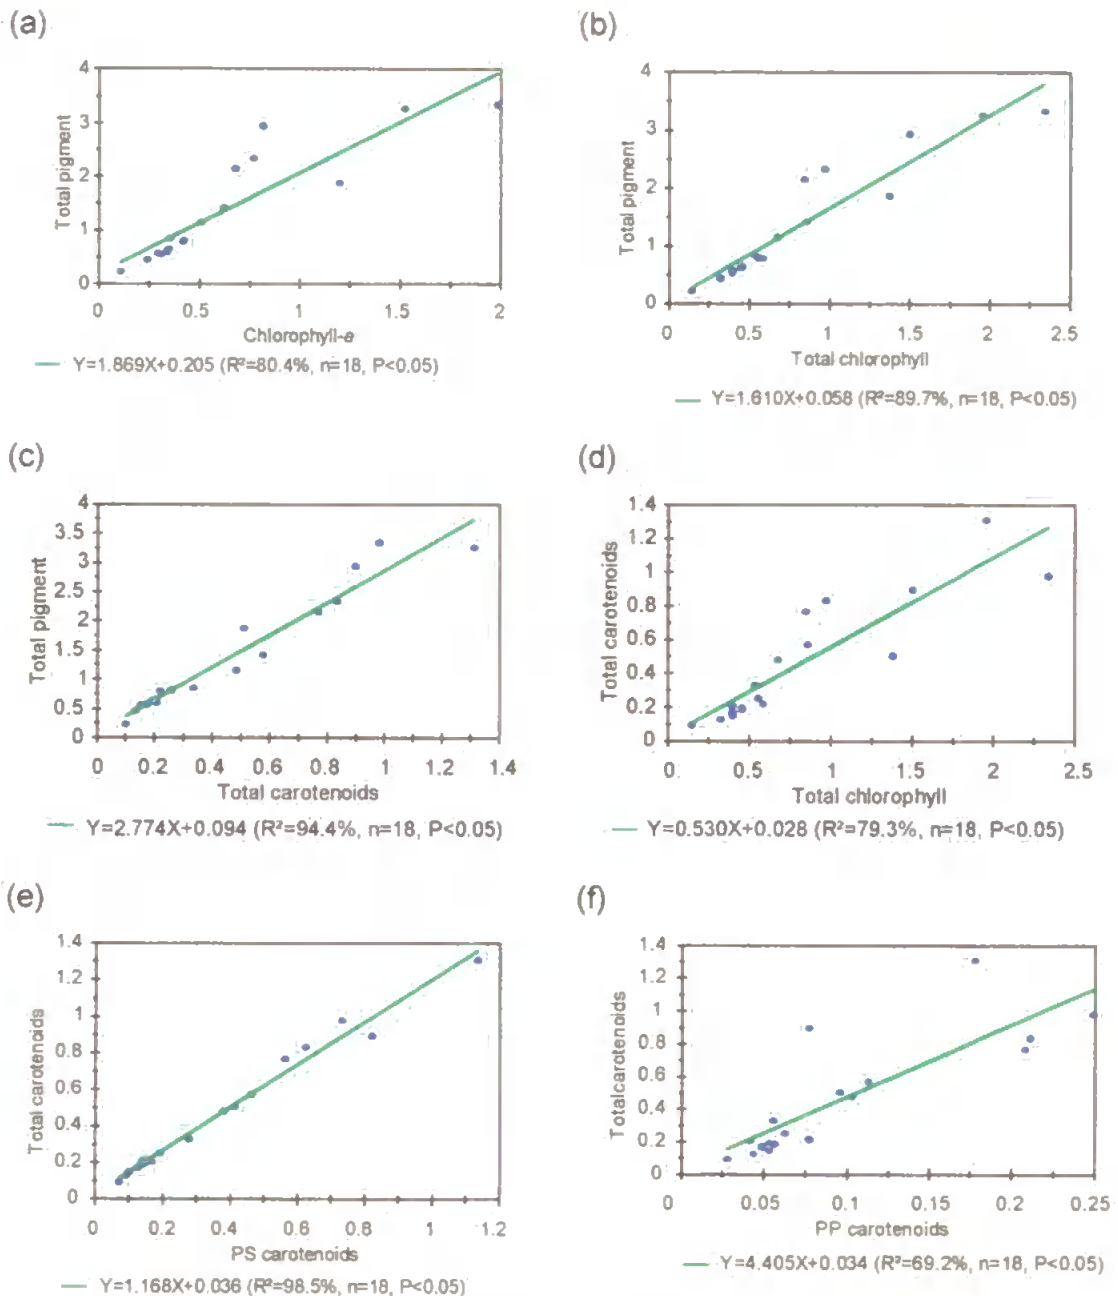 (a)
(b)
4
3
2
1
0
Total pigment
0 0.5 1 1.5 2
Chlorophyll-a
Y=1.869X+0.205 (R²=80.4%, n=18, P<0.05)
4
3
2
1
0
Total pigment
0 0.5 1 1.5 2 2.5
Total chlorophyll
Y=1.610X+0.058 (R²=89.7%, n=18, P<0.05)
(c)
(d)
4
3.5
3
2.5
2
1.5
1
0.5
0
Total pigment
0 0.2 0.4 0.6 0.8 1 1.2 1.4
Total carotenoids
Y=2.774X+0.094 (R²=94.4%, n=18, P<0.05)
1.4
1.2
1
0.8
0.6
0.4
0.2
0
Total carotenoids
0 0.5 1 1.5 2 2.5
Total chlorophyll
Y=0.530X+0.028 (R²=79.3%, n=18, P<0.05)
(e)
(f)
1.4
1.2
1
0.8
0.6
0.4
0.2
0
Total carotenoids
0 0.2 0.4 0.6 0.8 1 1.2
PS carotenoids
Y=1.168X+0.036 (R²=98.5%, n=18, P<0.05)
1.4
1.2
1
0.8
0.6
0.4
0.2
0
Totalcarotenoids
0 0.05 0.1 0.15 0.2 0.25
PP carotenoids
Y=4.405X+0.034 (R²=69.2%, n=18, P<0.05)